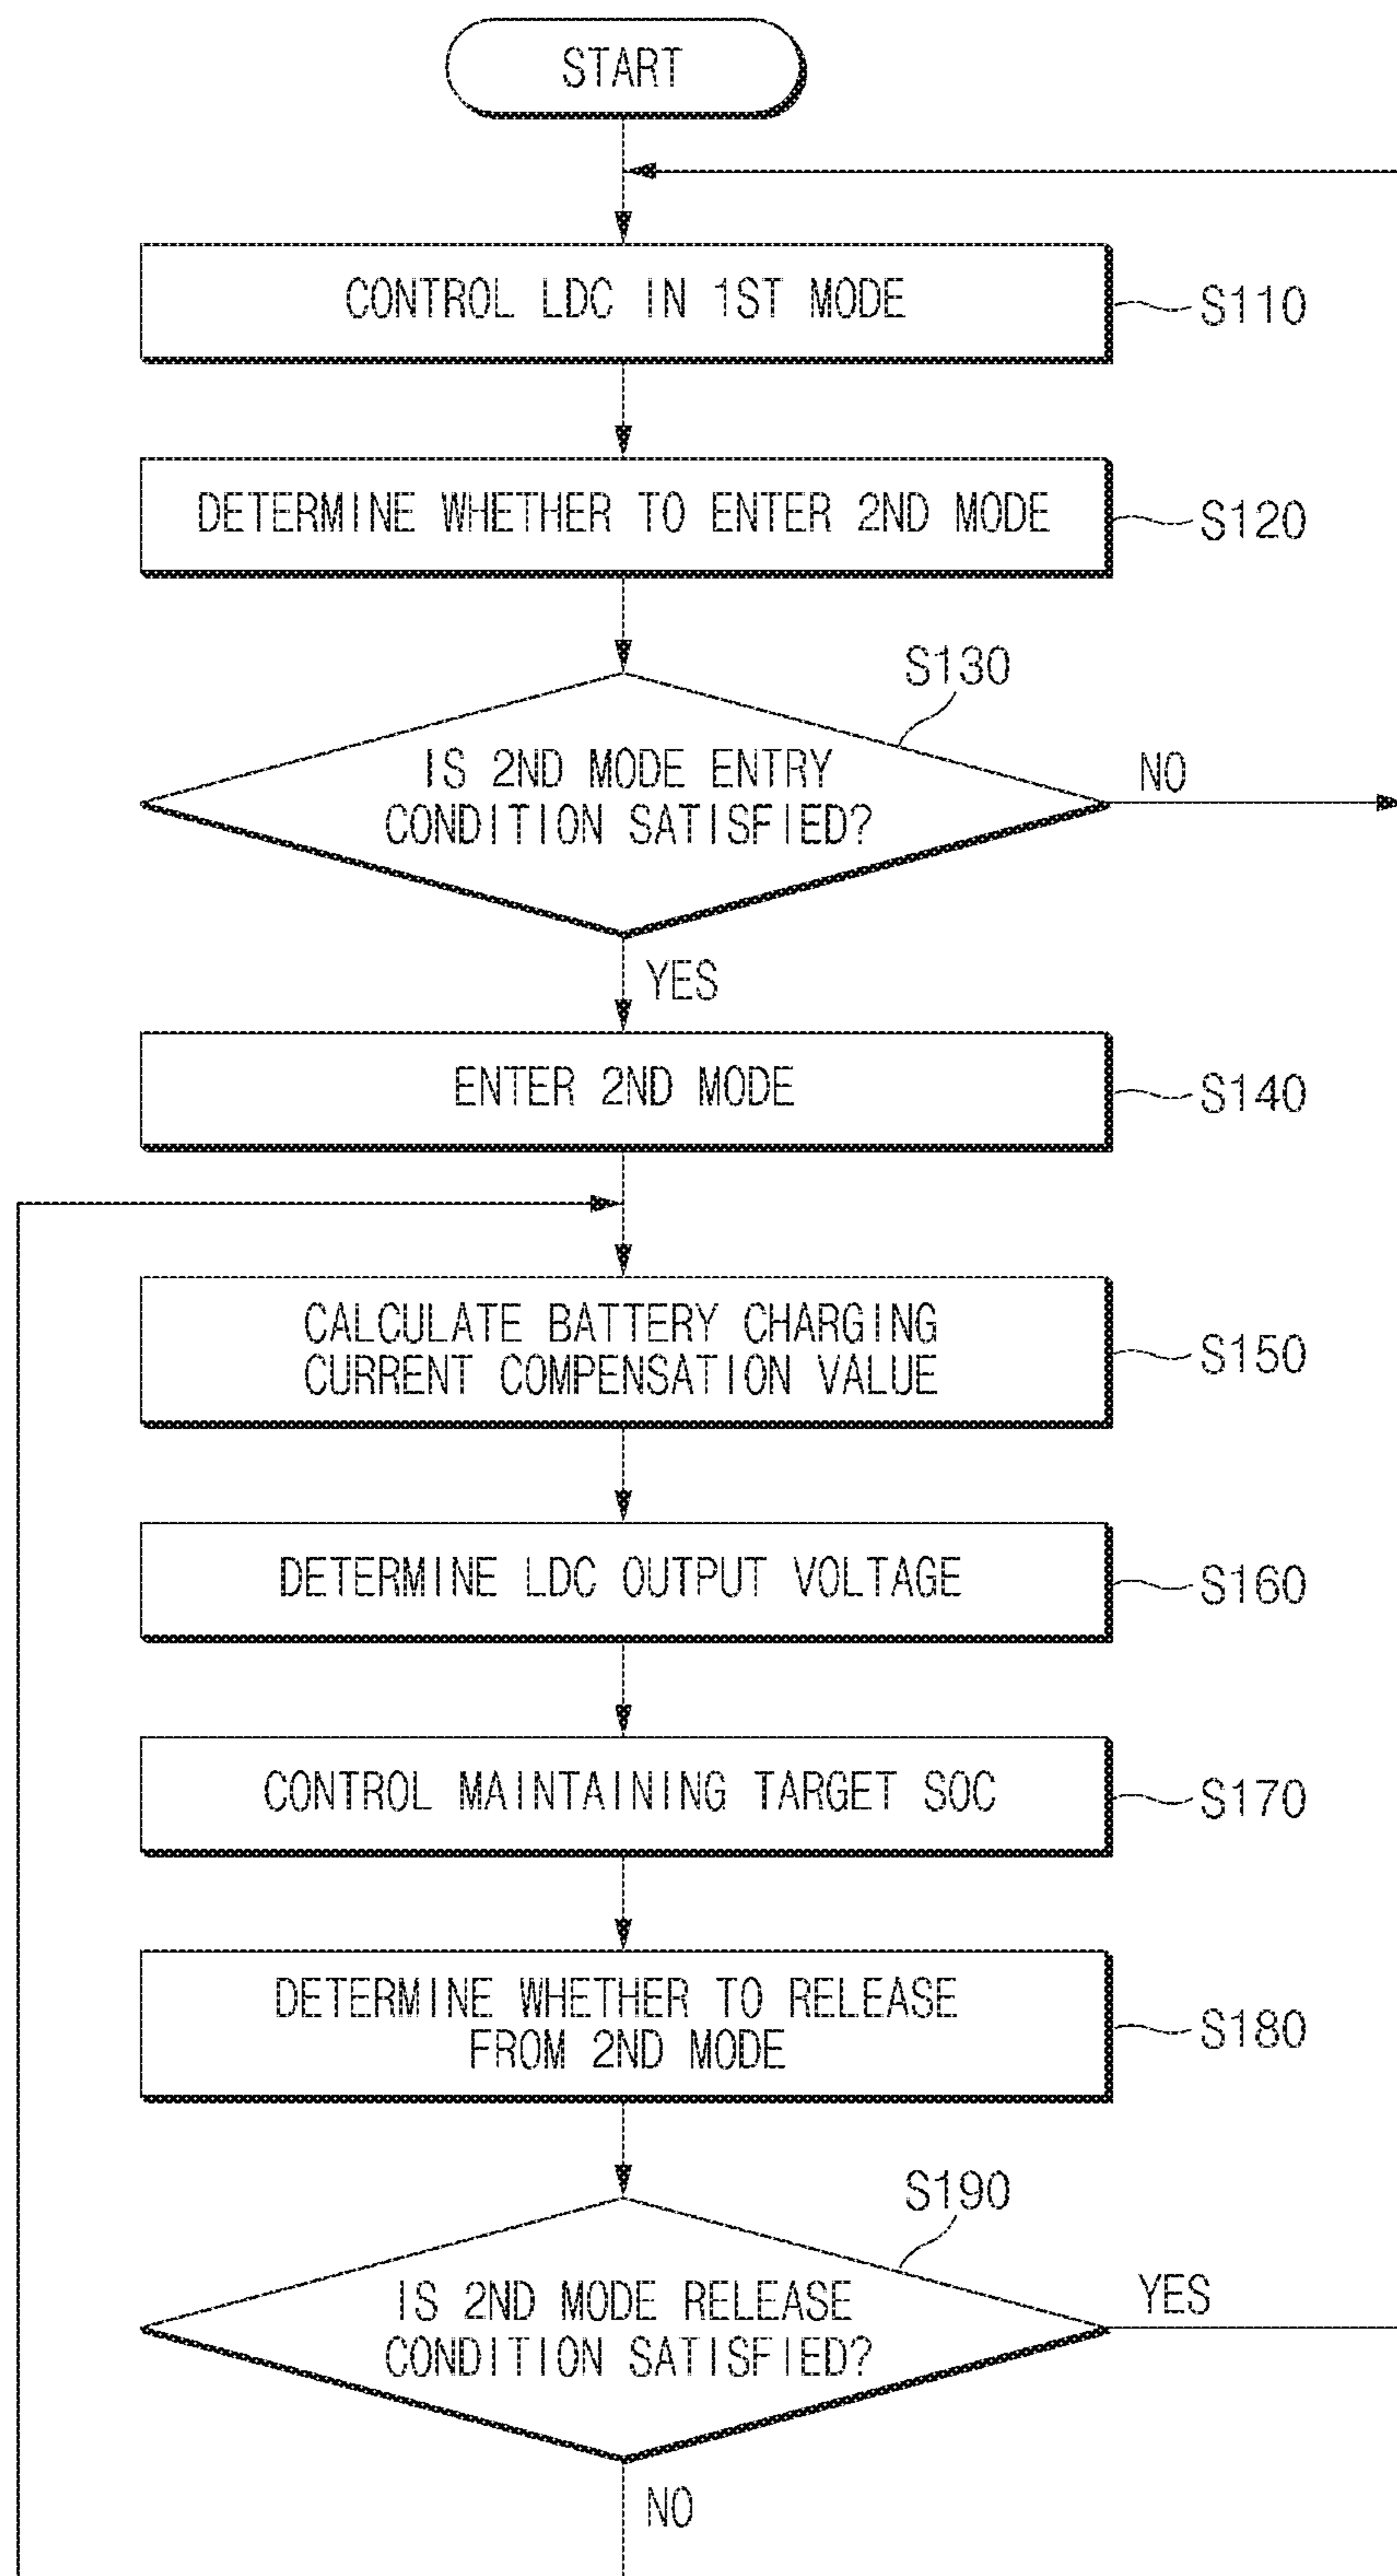 START
CONTROL LDC IN 1ST MODE
S110
DETERMINE WHETHER TO ENTER 2ND MODE
S120
S130
IS 2ND MODE ENTRY
CONDITION SATISFIED?
NO
YES
ENTER 2ND MODE
S140
CALCULATE BATTERY CHARGING
CURRENT COMPENSATION VALUE
S150
DETERMINE LDC OUTPUT VOLTAGE
S160
CONTROL MAINTAINING TARGET SOC
S170
DETERMINE WHETHER TO RELEASE
FROM 2ND MODE
S180
S190
IS 2ND MODE RELEASE
CONDITION SATISFIED?
YES
NO